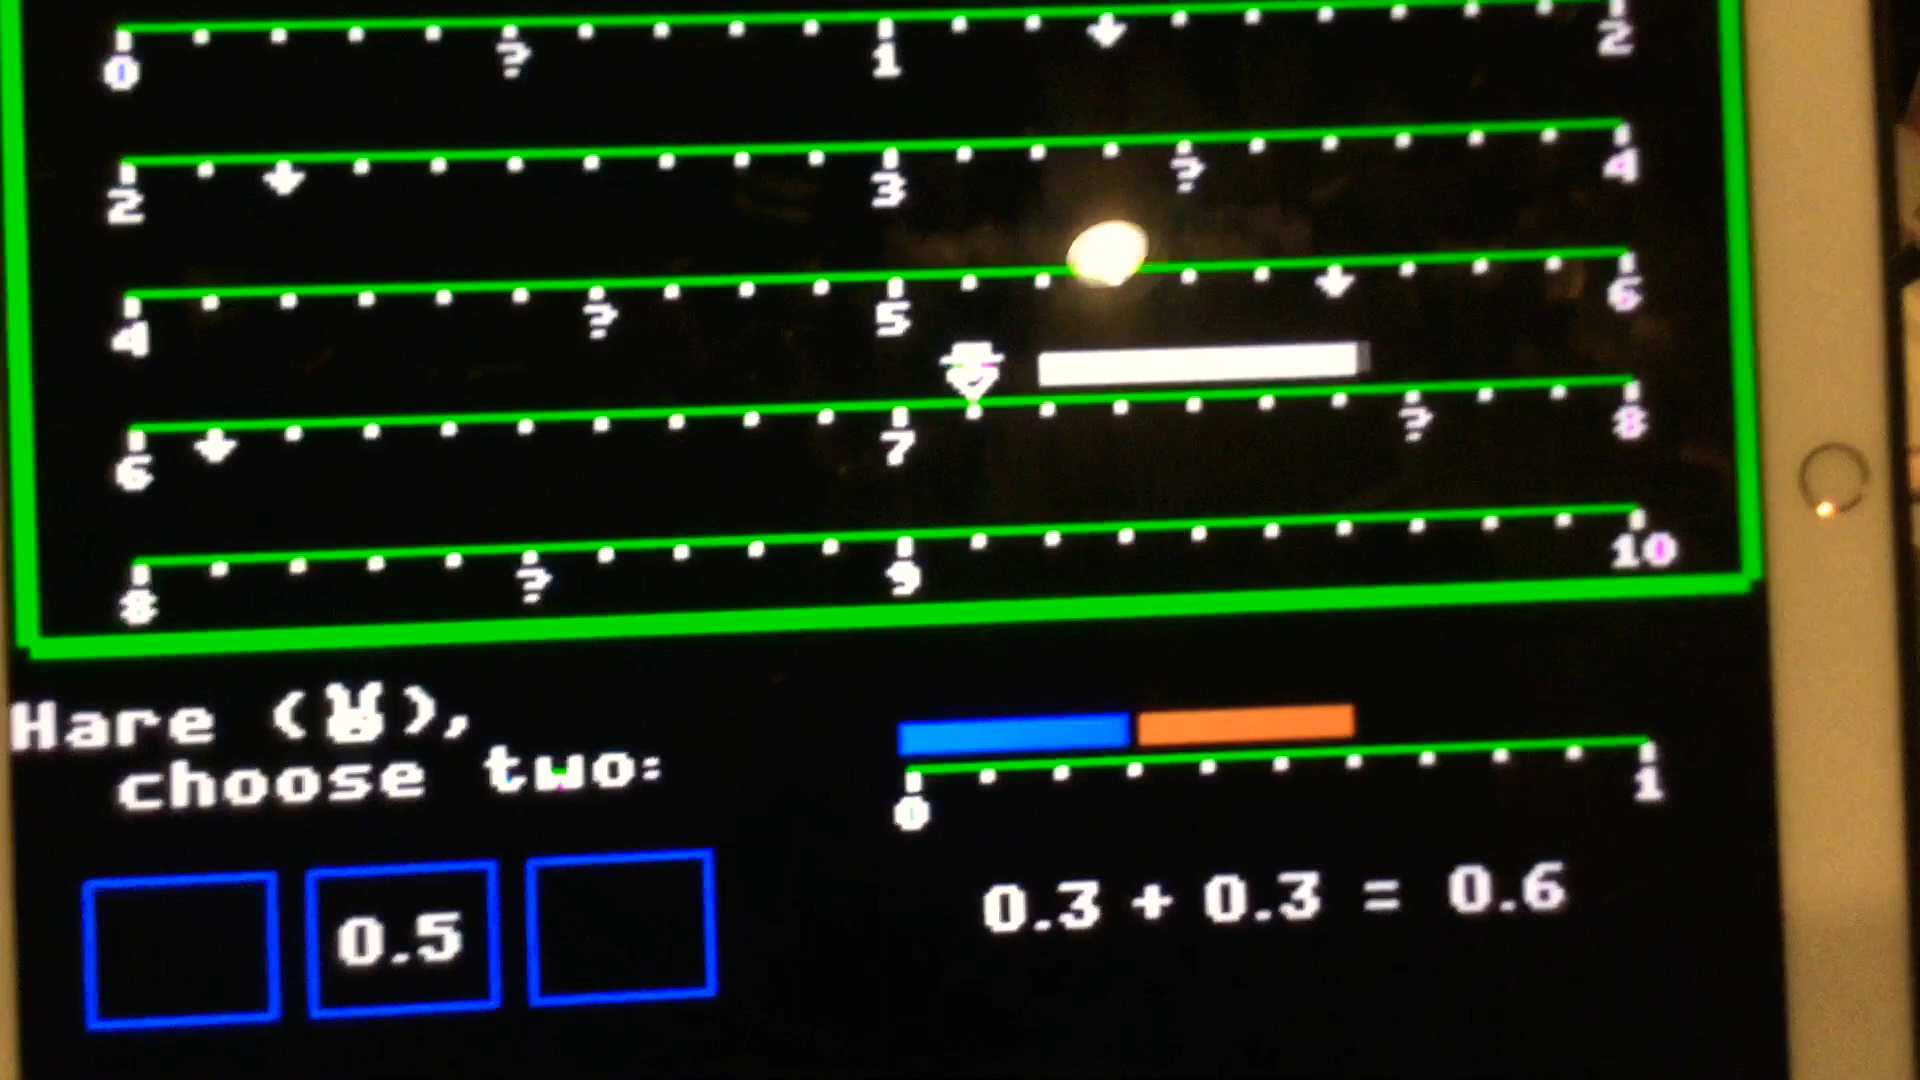 0 ? 1 2
2 3 ? 4
4 ? 5 6
6 7 ? 8
8 ? 9 10
Hare ( ),
choose two:
0 1
0.5
0.3 + 0.3 = 0.6